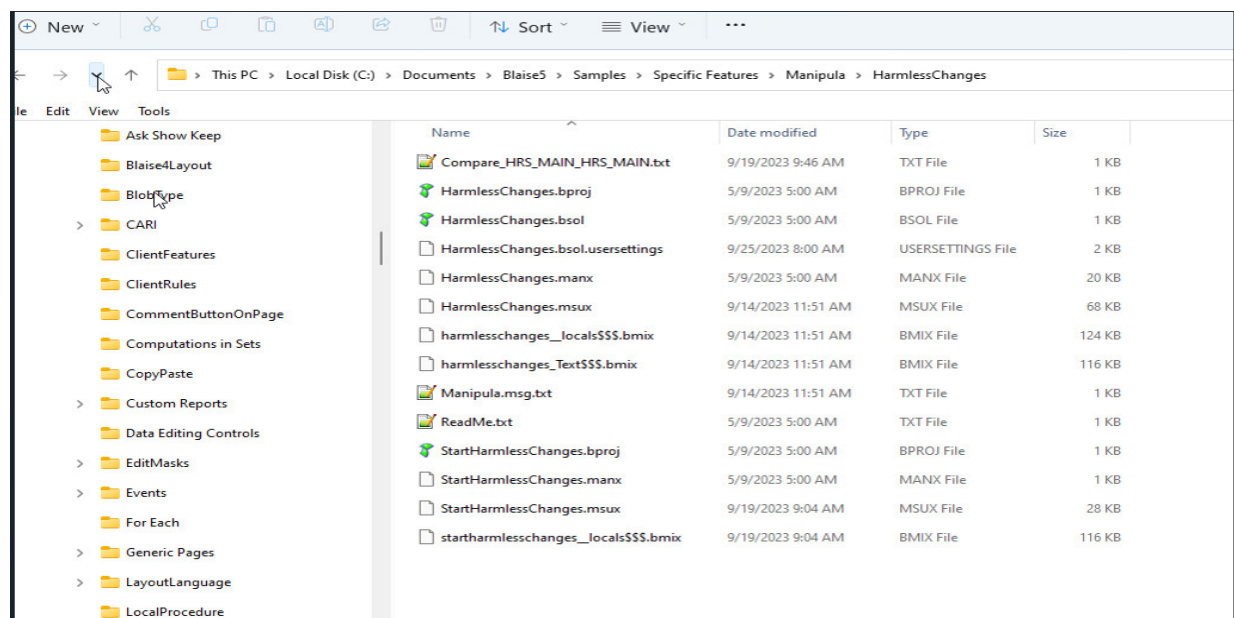 New
Sort
View
...
This PC > Local Disk (C:) > Documents > Blaise5 > Samples > Specific Features > Manipula > HarmlessChanges
le Edit View Tools
Ask Show Keep
Blaise4Layout
BlobType
CARI
ClientFeatures
ClientRules
CommentButtonOnPage
Computations in Sets
CopyPaste
Custom Reports
Data Editing Controls
EditMasks
Events
For Each
Generic Pages
LayoutLanguage
LocalProcedure
Name Date modified Type Size
Compare_HRS_MAIN_HRS_MAIN.txt 9/19/2023 9:46 AM TXT File 1 KB
HarmlessChanges.bproj 5/9/2023 5:00 AM BPROJ File 1 KB
HarmlessChanges.bsol 5/9/2023 5:00 AM BSOL File 1 KB
HarmlessChanges.bsol.usersettings 9/25/2023 8:00 AM USERSETTINGS File 2 KB
HarmlessChanges.manx 5/9/2023 5:00 AM MANX File 20 KB
HarmlessChanges.msux 9/14/2023 11:51 AM MSUX File 68 KB
harmlesschanges__locals$$$.bmix 9/14/2023 11:51 AM BMIX File 124 KB
harmlesschanges_Text$$$.bmix 9/14/2023 11:51 AM BMIX File 116 KB
Manipula.msg.txt 9/14/2023 11:51 AM TXT File 1 KB
ReadMe.txt 5/9/2023 5:00 AM TXT File 1 KB
StartHarmlessChanges.bproj 5/9/2023 5:00 AM BPROJ File 1 KB
StartHarmlessChanges.manx 5/9/2023 5:00 AM MANX File 1 KB
StartHarmlessChanges.msux 9/19/2023 9:04 AM MSUX File 28 KB
startharmlesschanges__locals$$$.bmix 9/19/2023 9:04 AM BMIX File 116 KB